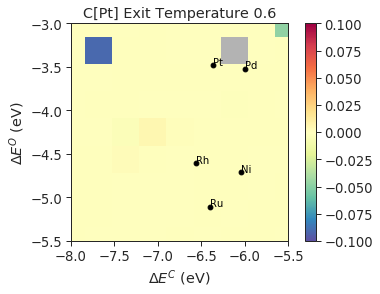 C[Pt] Exit Temperature 0.6
−3.0
−3.5
−4.0
−4.5
−5.0
−5.5
ΔE^O (eV)
−8.0 −7.5 −7.0 −6.5 −6.0 −5.5
ΔE^C (eV)
Pt
Pd
Rh
Ni
Ru
0.100
0.075
0.050
0.025
0.000
−0.025
−0.050
−0.075
−0.100